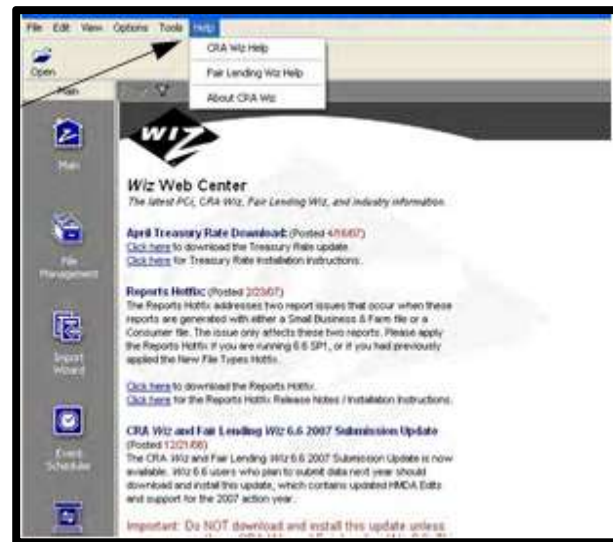 File Edit View Options Tools Help
CRA Wiz Help
Fair Lending Wiz Help
About CRA Wiz
Open
Main
WIZ
Main
File Management
Import Wizard
Event Scheduler
Wiz Web Center
The latest PCi, CRA Wiz, Fair Lending Wiz, and industry information.
April Treasury Rate Download: (Posted 4/16/07)
Click here to download the Treasury Rate update.
Click here for Treasury Rate Installation Instructions.
Reports Hotfix: (Posted 2/23/07)
The Reports Hotfix addresses two report issues that occur when these
reports are generated with either a Small Business & Farm file or a
Consumer file. The issue only affects these two reports. Please apply
the Reports Hotfix if you are running 6.6 SP1, or if you had previously
applied the New File Types Hotfix.
Click here to download the Reports Hotfix.
Click here for the Reports Hotfix Release Notes / Installation Instructions.
CRA Wiz and Fair Lending Wiz 6.6 2007 Submission Update
(Posted 12/21/06)
The CRA Wiz and Fair Lending Wiz 6.6 2007 Submission Update is now
available. Wiz 6.6 users who plan to submit data next year should
download and install this update, which contains updated HMDA Edits
and support for the 2007 action year.
Important: Do NOT download and install this update unless